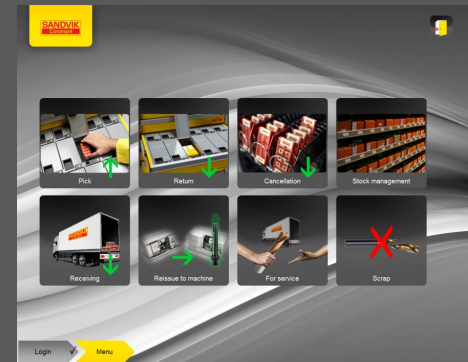 SANDVIK
Coromant
Pick
Return
Cancellation
Stock management
Receiving
Reissue to machine
For service
Scrap
Login
Menu